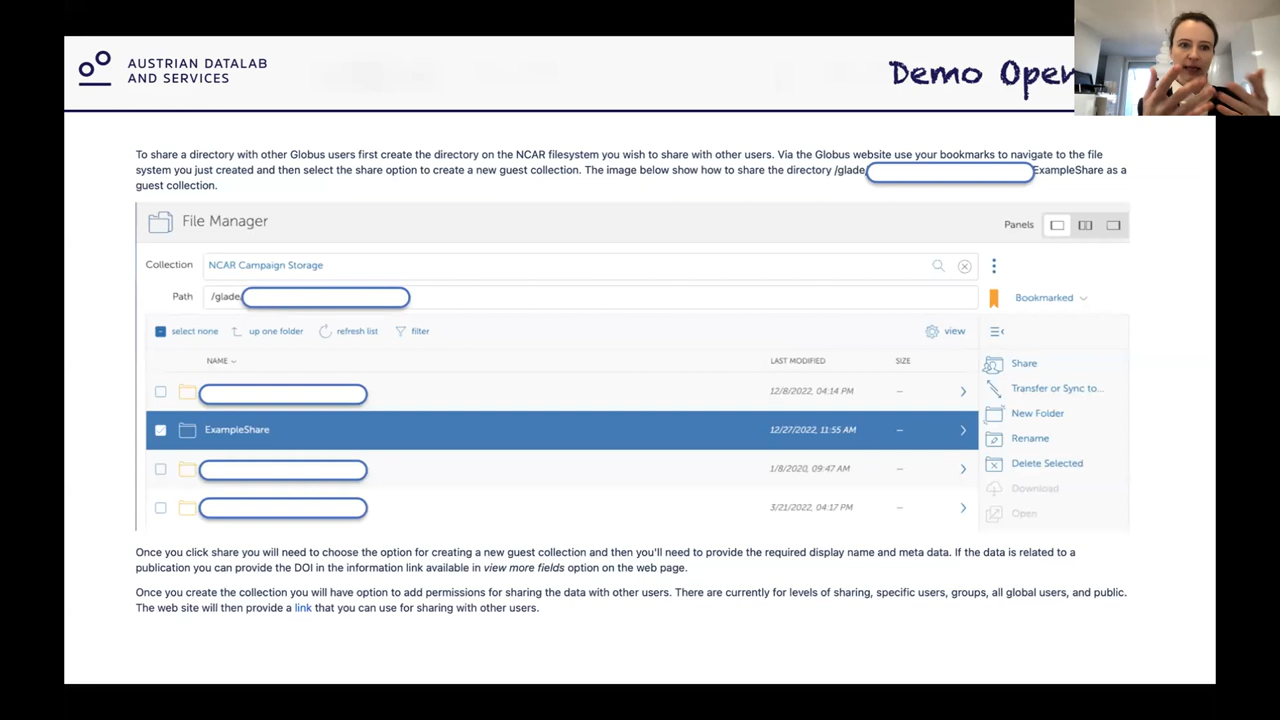 AUSTRIAN DATALAB
AND SERVICES
Demo Open
To share a directory with other Globus users first create the directory on the NCAR filesystem you wish to share with other users. Via the Globus website use your bookmarks to navigate to the file
system you just created and then select the share option to create a new guest collection. The image below show how to share the directory /glade/ ExampleShare as a
guest collection.
File Manager
Panels
Collection NCAR Campaign Storage
Path /glade/
Bookmarked
select none up one folder refresh list filter view
NAME LAST MODIFIED SIZE
12/8/2022, 04:14 PM –
ExampleShare 12/27/2022, 11:55 AM –
1/8/2020, 09:47 AM –
3/21/2022, 04:17 PM –
Share
Transfer or Sync to...
New Folder
Rename
Delete Selected
Download
Open
Once you click share you will need to choose the option for creating a new guest collection and then you'll need to provide the required display name and meta data. If the data is related to a
publication you can provide the DOI in the information link available in view more fields option on the web page.
Once you create the collection you will have option to add permissions for sharing the data with other users. There are currently for levels of sharing, specific users, groups, all global users, and public.
The web site will then provide a link that you can use for sharing with other users.